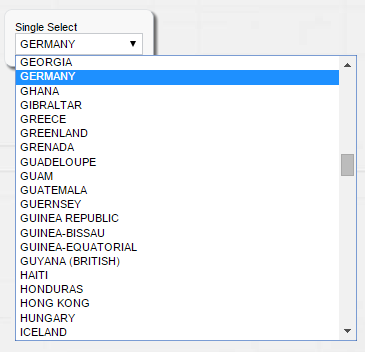 Single Select
GERMANY
GEORGIA
GERMANY
GHANA
GIBRALTAR
GREECE
GREENLAND
GRENADA
GUADELOUPE
GUAM
GUATEMALA
GUERNSEY
GUINEA REPUBLIC
GUINEA-BISSAU
GUINEA-EQUATORIAL
GUYANA (BRITISH)
HAITI
HONDURAS
HONG KONG
HUNGARY
ICELAND